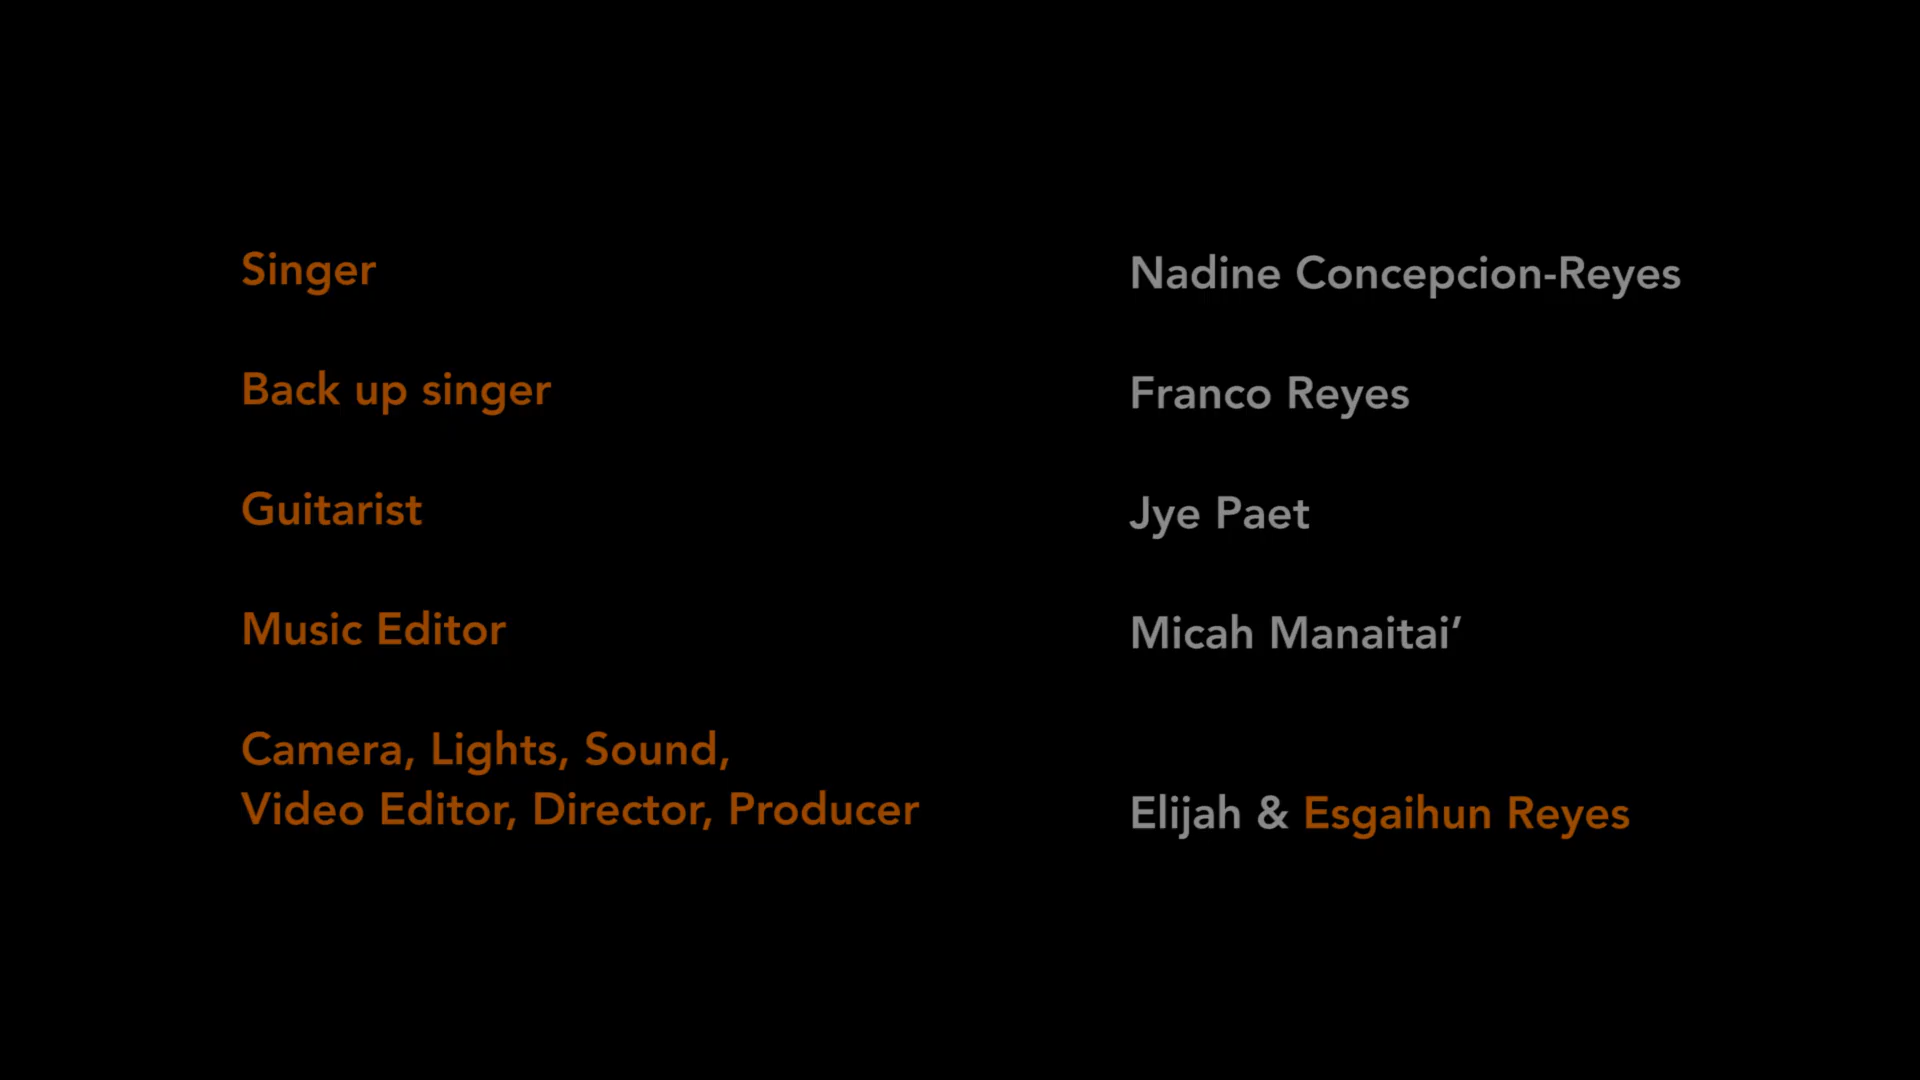 Singer Nadine Concepcion-Reyes
Back up singer Franco Reyes
Guitarist Jye Paet
Music Editor Micah Manaitai’
Camera, Lights, Sound,
Video Editor, Director, Producer Elijah & Esgaihun Reyes